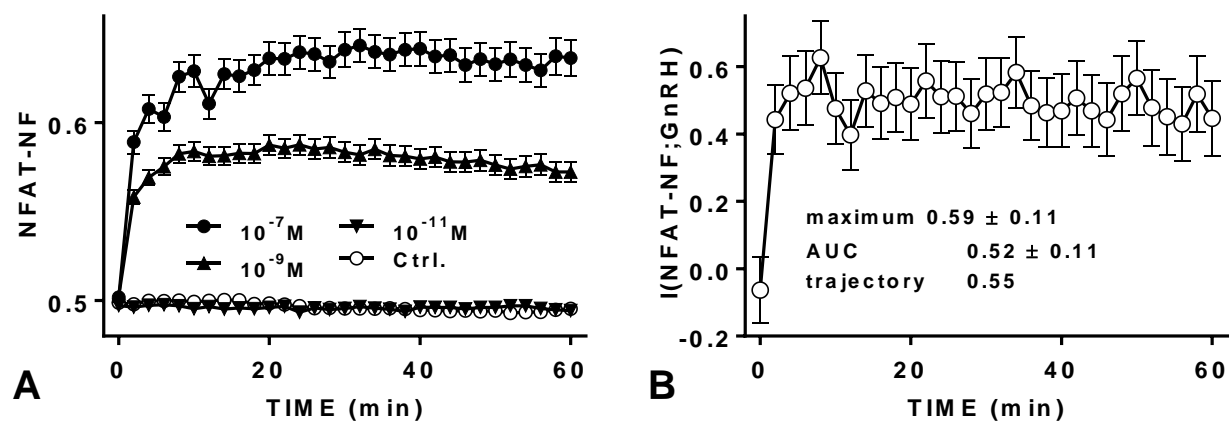 NFAT-NF
0.6
0.5
10⁻⁷M
10⁻⁹M
10⁻¹¹M
Ctrl.
0 20 40 60
TIME (min)
A
I(NFAT-NF;GnRH)
0.6
0.4
0.2
0.0
-0.2
maximum 0.59 ± 0.11
AUC 0.52 ± 0.11
trajectory 0.55
0 20 40 60
TIME (min)
B